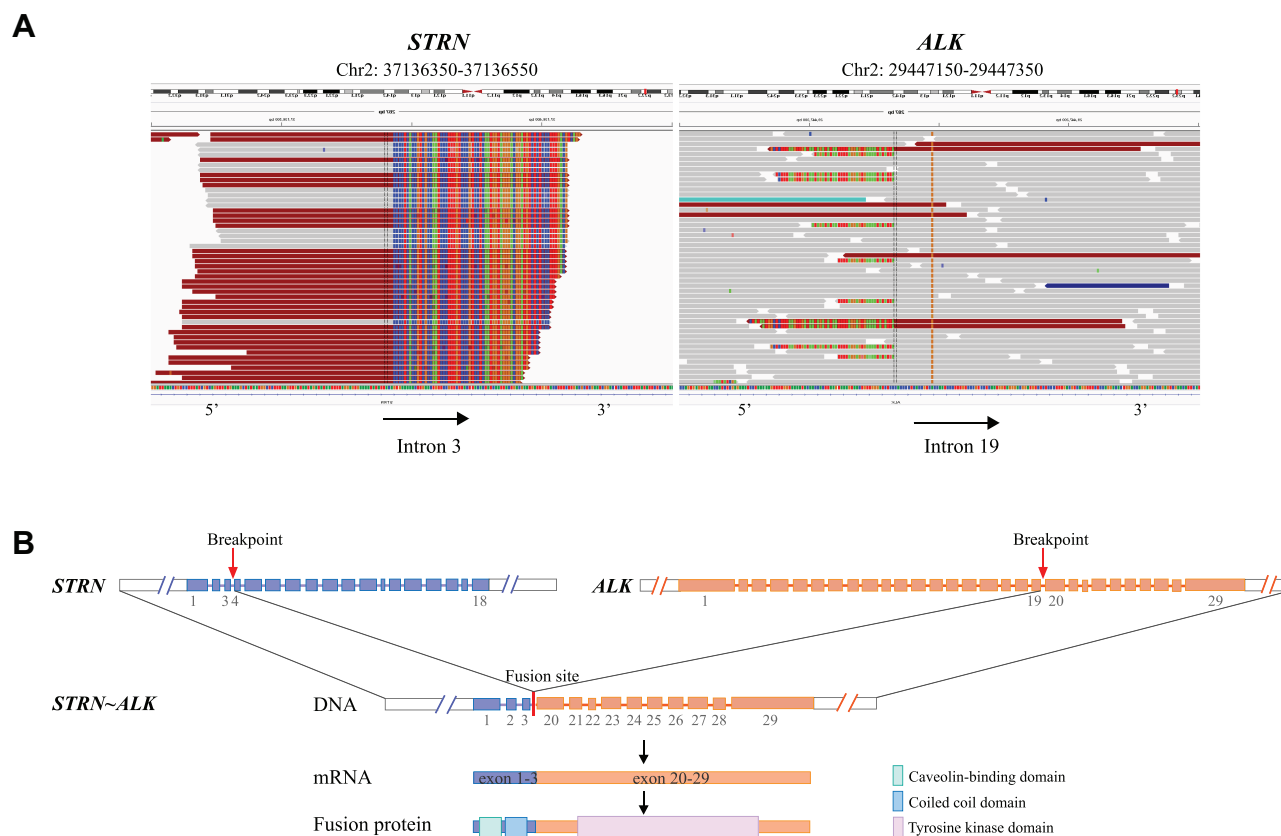 A
STRN
Chr2: 37136350-37136550
ALK
Chr2: 29447150-29447350
5’
3’
Intron 3
5’
3’
Intron 19
B
Breakpoint
Breakpoint
STRN
1
34
18
ALK
1
19
20
29
Fusion site
STRN~ALK
DNA
1
2
3
20
21
22
23
24
25
26
27
28
29
mRNA
exon 1-3
exon 20-29
Fusion protein
Caveolin-binding domain
Coiled coil domain
Tyrosine kinase domain